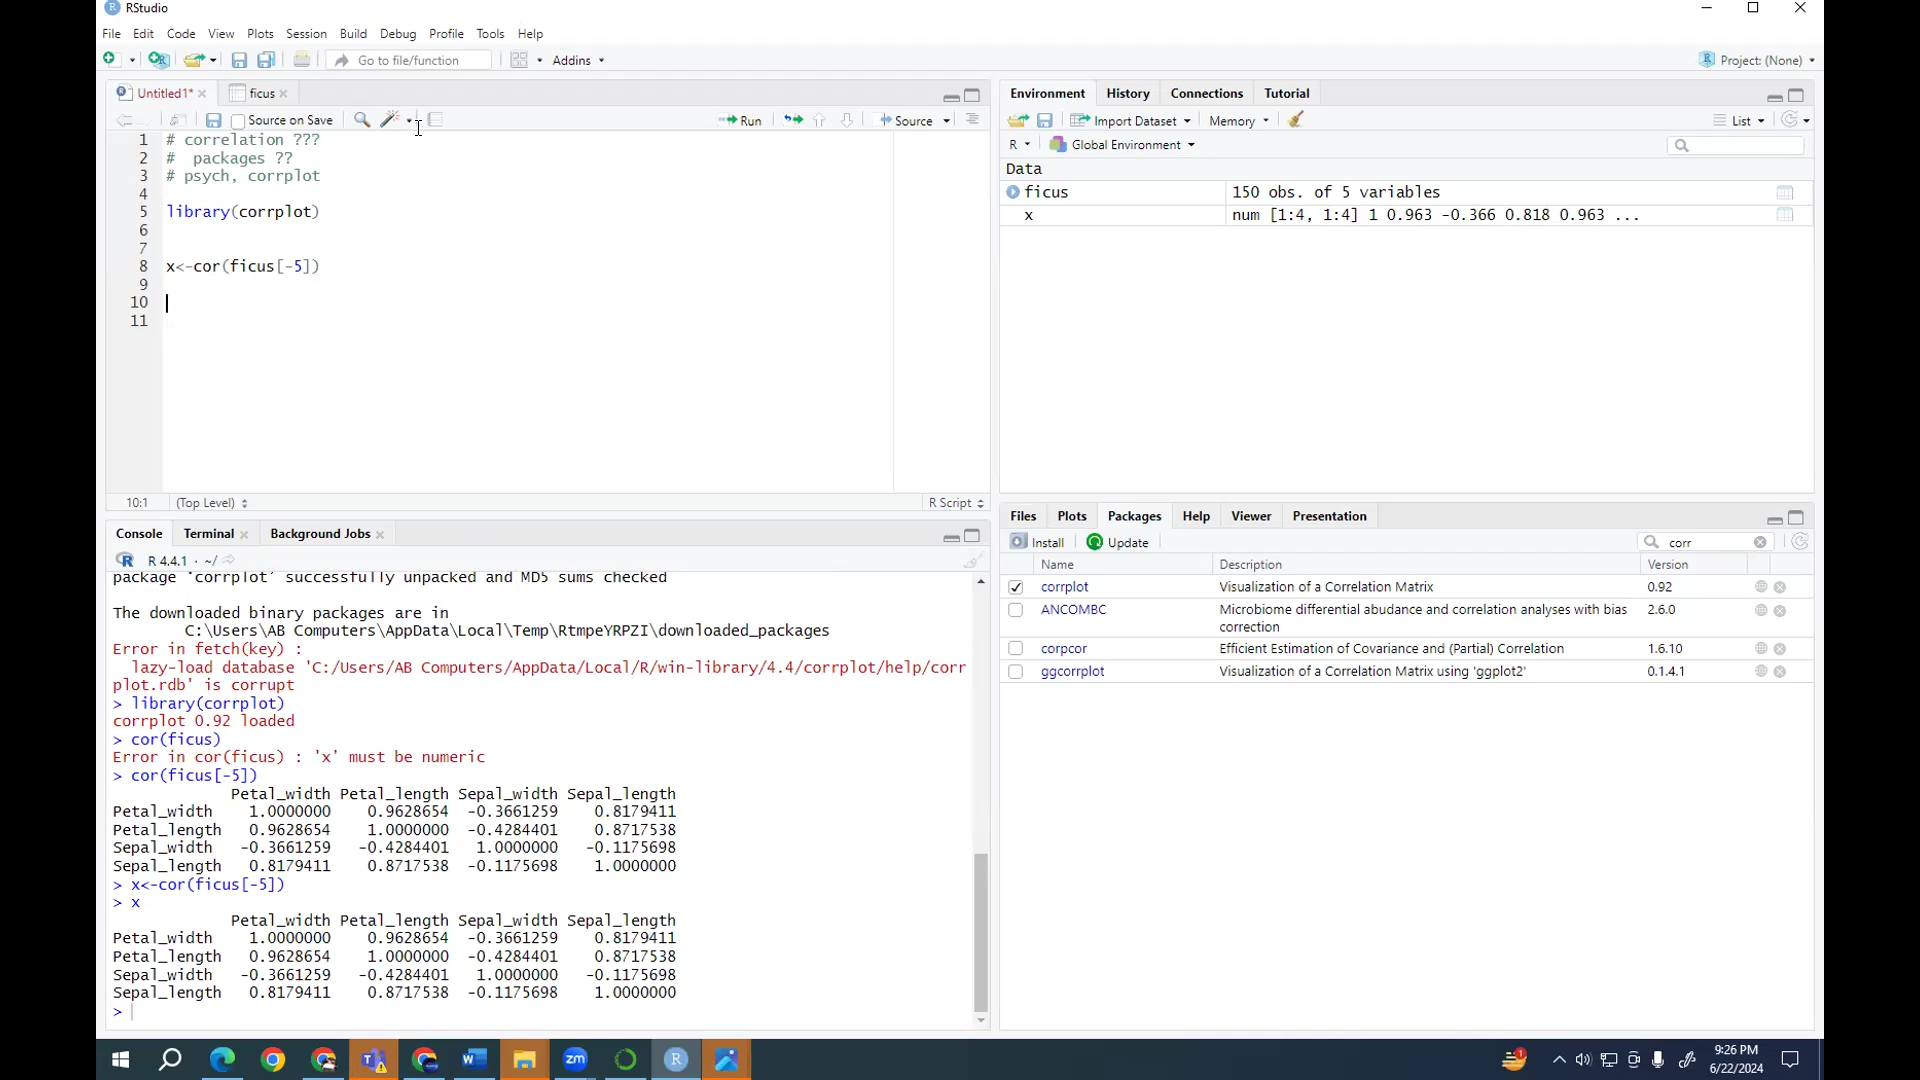 RStudio
File Edit Code View Plots Session Build Debug Profile Tools Help
Go to file/function Addins Project: (None)
Untitled1* ficus
Source on Save Run Source
1 # correlation ???
2 #  packages ??
3 # psych, corrplot
4
5 library(corrplot)
6
7
8 x<-cor(ficus[-5])
9
10
11
10:1 (Top Level) R Script
Console Terminal Background Jobs
R 4.4.1 · ~/
package 'corrplot' successfully unpacked and MD5 sums checked
The downloaded binary packages are in
C:\Users\AB Computers\AppData\Local\Temp\RtmpeYRPZI\downloaded_packages
Error in fetch(key) :
lazy-load database 'C:/Users/AB Computers/AppData/Local/R/win-library/4.4/corrplot/help/corr
plot.rdb' is corrupt
> library(corrplot)
corrplot 0.92 loaded
> cor(ficus)
Error in cor(ficus) : 'x' must be numeric
> cor(ficus[-5])
Petal_width Petal_length Sepal_width Sepal_length
Petal_width 1.0000000 0.9628654 -0.3661259 0.8179411
Petal_length 0.9628654 1.0000000 -0.4284401 0.8717538
Sepal_width -0.3661259 -0.4284401 1.0000000 -0.1175698
Sepal_length 0.8179411 0.8717538 -0.1175698 1.0000000
> x<-cor(ficus[-5])
> x
Petal_width Petal_length Sepal_width Sepal_length
Petal_width 1.0000000 0.9628654 -0.3661259 0.8179411
Petal_length 0.9628654 1.0000000 -0.4284401 0.8717538
Sepal_width -0.3661259 -0.4284401 1.0000000 -0.1175698
Sepal_length 0.8179411 0.8717538 -0.1175698 1.0000000
>
Environment History Connections Tutorial
Import Dataset Memory List
R Global Environment
Data
ficus 150 obs. of 5 variables
x num [1:4, 1:4] 1 0.963 -0.366 0.818 0.963 ...
Files Plots Packages Help Viewer Presentation
Install Update corr
Name Description Version
corrplot Visualization of a Correlation Matrix 0.92
ANCOMBC Microbiome differential abudance and correlation analyses with bias 2.6.0
correction
corpcor Efficient Estimation of Covariance and (Partial) Correlation 1.6.10
ggcorrplot Visualization of a Correlation Matrix using 'ggplot2' 0.1.4.1
zm R
9:26 PM
6/22/2024